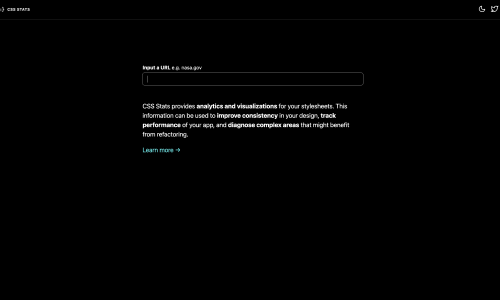 CSS STATS
Input a URL e.g. nasa.gov
CSS Stats provides analytics and visualizations for your stylesheets. This
information can be used to improve consistency in your design, track
performance of your app, and diagnose complex areas that might benefit
from refactoring.
Learn more →